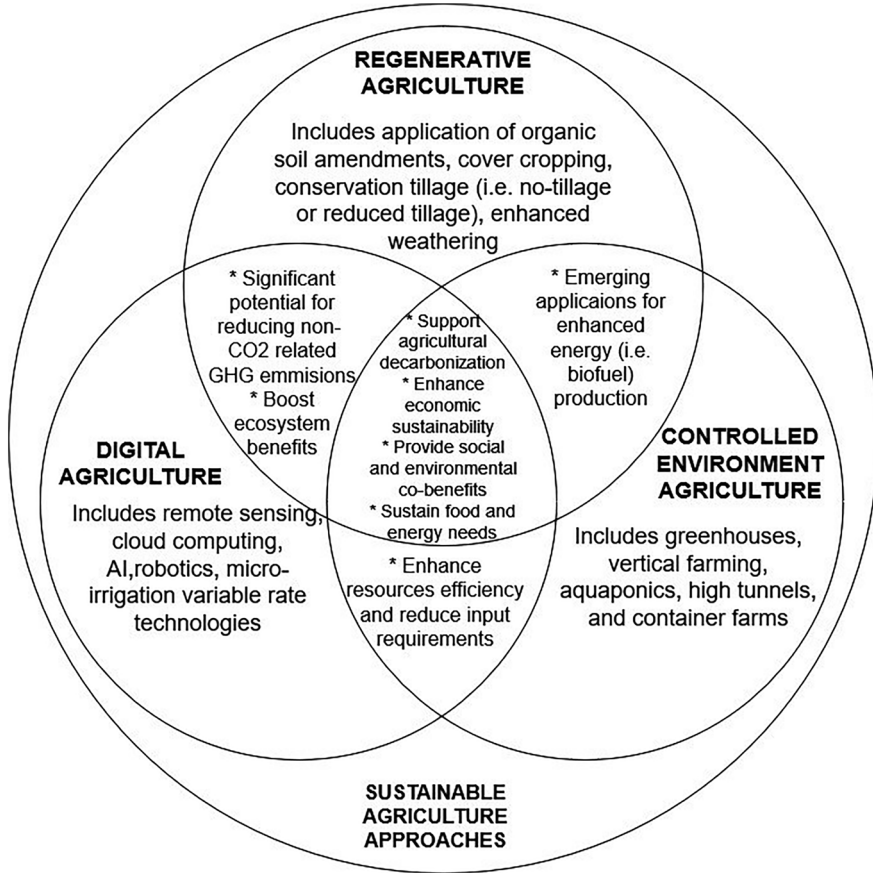 REGENERATIVE
AGRICULTURE
Includes application of organic
soil amendments, cover cropping,
conservation tillage (i.e. no-tillage
or reduced tillage), enhanced
weathering
* Significant
potential for
reducing non-
CO2 related
GHG emmisions
* Boost
ecosystem
benefits
* Support
agricultural
decarbonization
* Enhance
economic
sustainability
* Provide social
and environmental
co-benefits
* Sustain food and
energy needs
* Emerging
applicaions for
enhanced
energy (i.e.
biofuel)
production
DIGITAL
AGRICULTURE
Includes remote sensing,
cloud computing,
AI,robotics, micro-
irrigation variable rate
technologies
* Enhance
resources efficiency
and reduce input
requirements
CONTROLLED
ENVIRONMENT
AGRICULTURE
Includes greenhouses,
vertical farming,
aquaponics, high tunnels,
and container farms
SUSTAINABLE
AGRICULTURE
APPROACHES